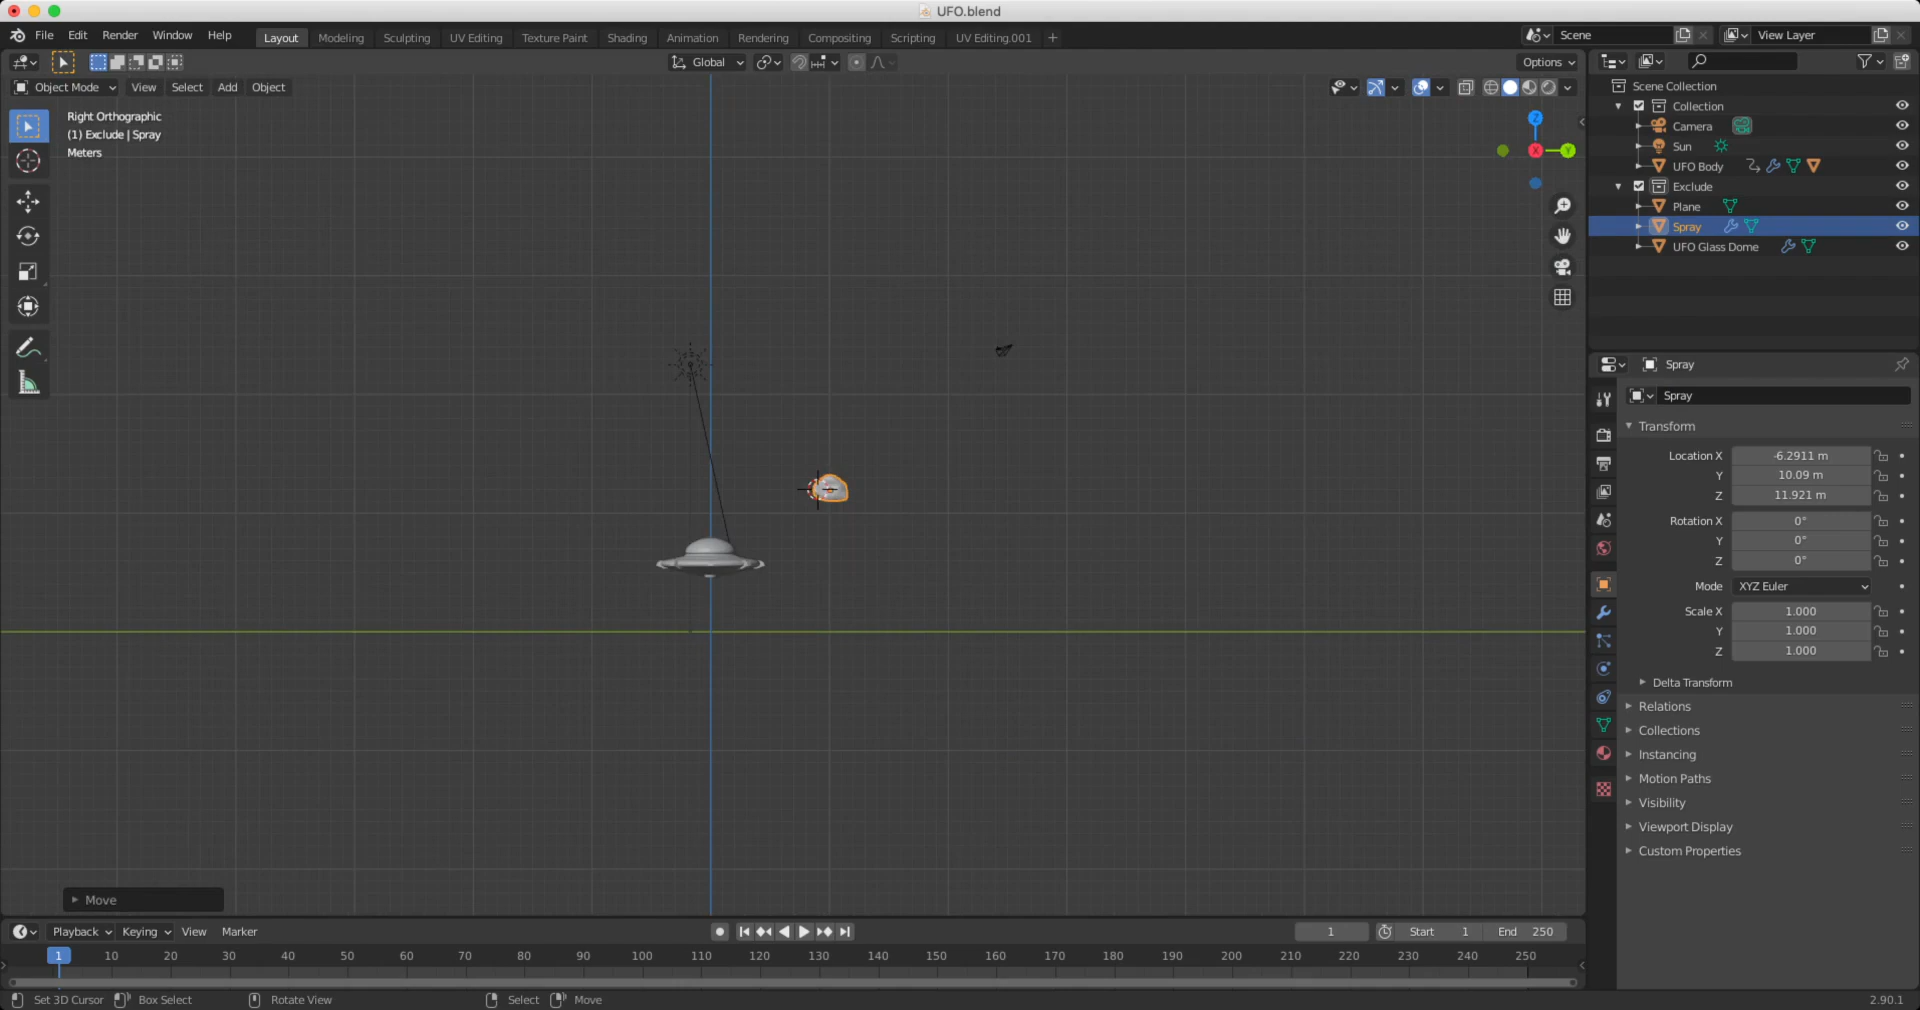 UFO.blend
File Edit Render Window Help Layout Modeling Sculpting UV Editing Texture Paint Shading Animation Rendering Compositing Scripting UV Editing.001 + Scene View Layer
Global Options
Object Mode View Select Add Object
Right Orthographic
(1) Exclude | Spray
Meters
Z
X
Y
Move
Scene Collection
Collection
Camera
Sun
UFO Body
Exclude
Plane
Spray
UFO Glass Dome
Spray
Spray
Transform
Location X -6.2911 m
Y 10.09 m
Z 11.921 m
Rotation X 0°
Y 0°
Z 0°
Mode XYZ Euler
Scale X 1.000
Y 1.000
Z 1.000
Delta Transform
Relations
Collections
Instancing
Motion Paths
Visibility
Viewport Display
Custom Properties
Playback Keying View Marker 1 Start 1 End 250
1 10 20 30 40 50 60 70 80 90 100 110 120 130 140 150 160 170 180 190 200 210 220 230 240 250
Set 3D Cursor Box Select Rotate View Select Move 2.90.1